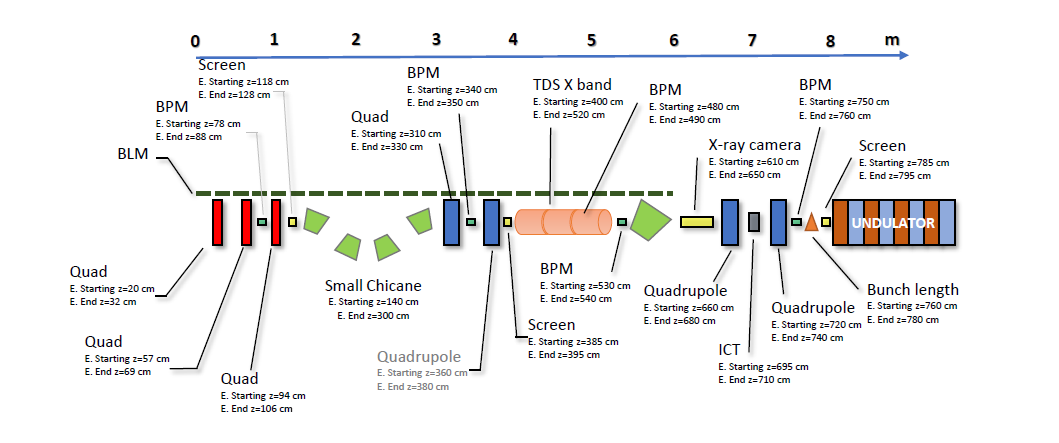 0 1 2 3 4 5 6 7 8 m
Screen
E. Starting z=118 cm
E. End z=128 cm
BPM
E. Starting z=78 cm
E. End z=88 cm
BLM
BPM
E. Starting z=340 cm
E. End z=350 cm
Quad
E. Starting z=310 cm
E. End z=330 cm
TDS X band
E. Starting z=400 cm
E. End z=520 cm
BPM
E. Starting z=480 cm
E. End z=490 cm
X-ray camera
E. Starting z=610 cm
E. End z=650 cm
BPM
E. Starting z=750 cm
E. End z=760 cm
Screen
E. Starting z=785 cm
E. End z=795 cm
UNDULATOR
Quad
E. Starting z=20 cm
E. End z=32 cm
Quad
E. Starting z=57 cm
E. End z=69 cm
Quad
E. Starting z=94 cm
E. End z=106 cm
Small Chicane
E. Starting z=140 cm
E. End z=300 cm
Quadrupole
E. Starting z=360 cm
E. End z=380 cm
BPM
E. Starting z=530 cm
E. End z=540 cm
Screen
E. Starting z=385 cm
E. End z=395 cm
Quadrupole
E. Starting z=660 cm
E. End z=680 cm
ICT
E. Starting z=695 cm
E. End z=710 cm
Quadrupole
E. Starting z=720 cm
E. End z=740 cm
Bunch length
E. Starting z=760 cm
E. End z=780 cm